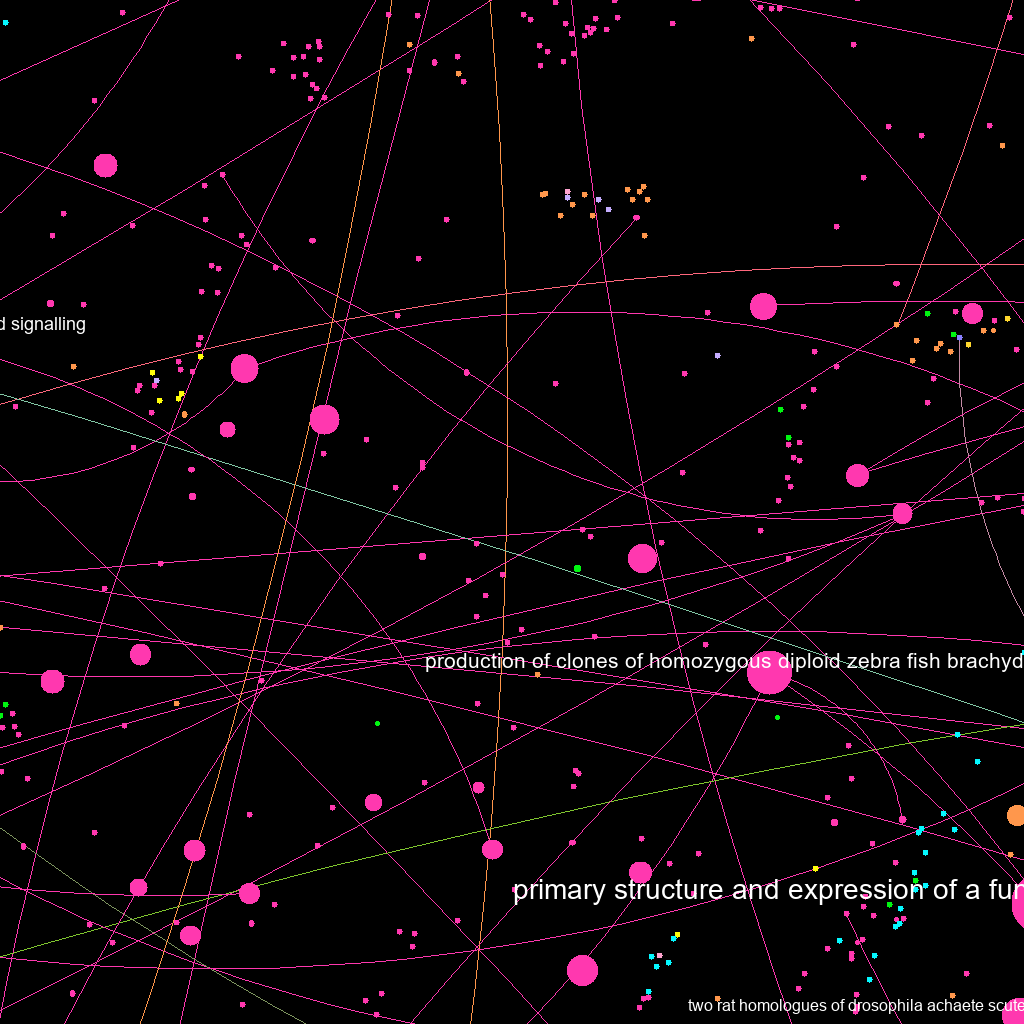 d signalling
production of clones of homozygous diploid zebra fish brachyd
primary structure and expression of a fur
two rat homologues of drosophila achaete scute